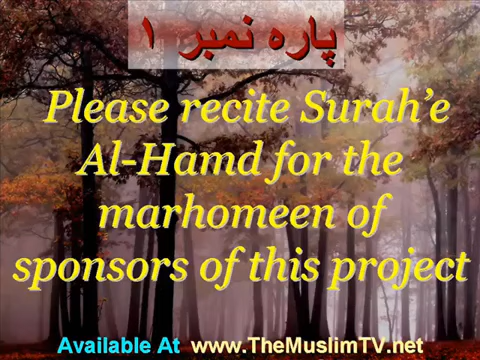 پارہ نمبر ۱
Please recite Surah'e
Al-Hamd for the
marhomeen of
sponsors of this project
Available At www.TheMuslimTV.net